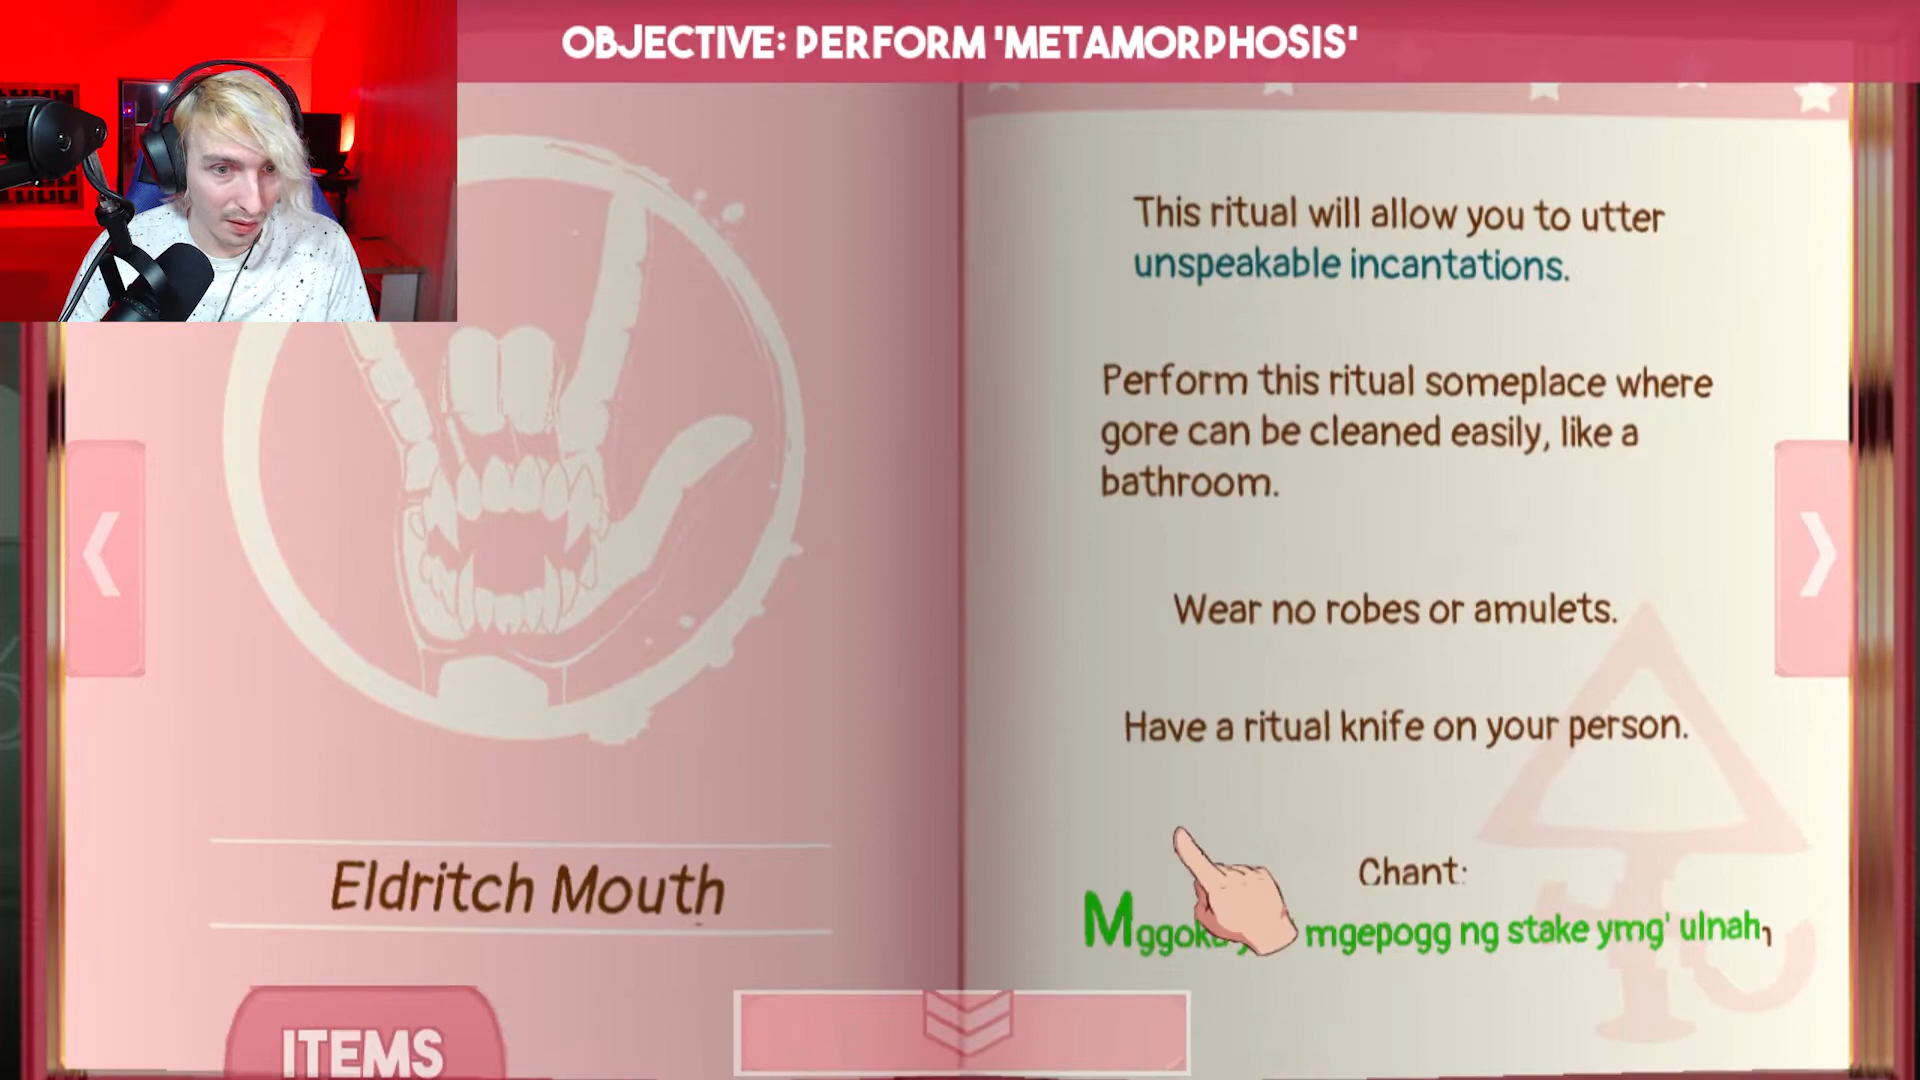 OBJECTIVE: PERFORM 'METAMORPHOSIS'
This ritual will allow you to utter
unspeakable incantations.
Perform this ritual someplace where
gore can be cleaned easily, like a
bathroom.
Wear no robes or amulets.
Have a ritual knife on your person.
Chant:
mgepogg ng stake ymg' ulnah,
Eldritch Mouth
ITEMS